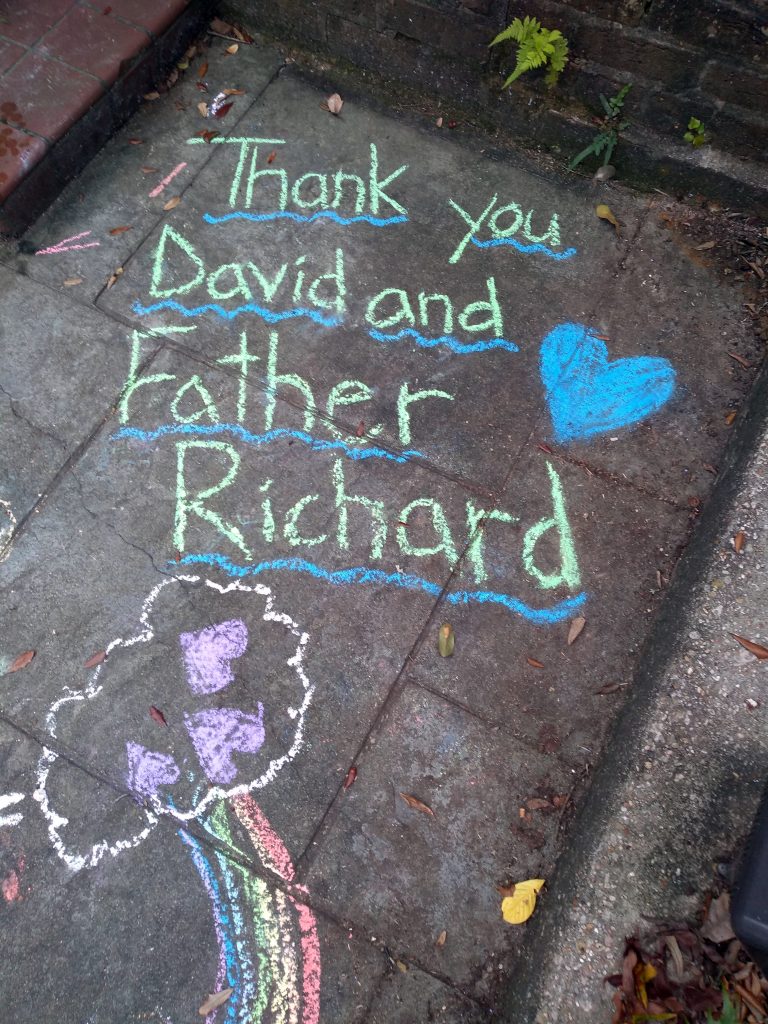 Thank you
David and
Father
Richard